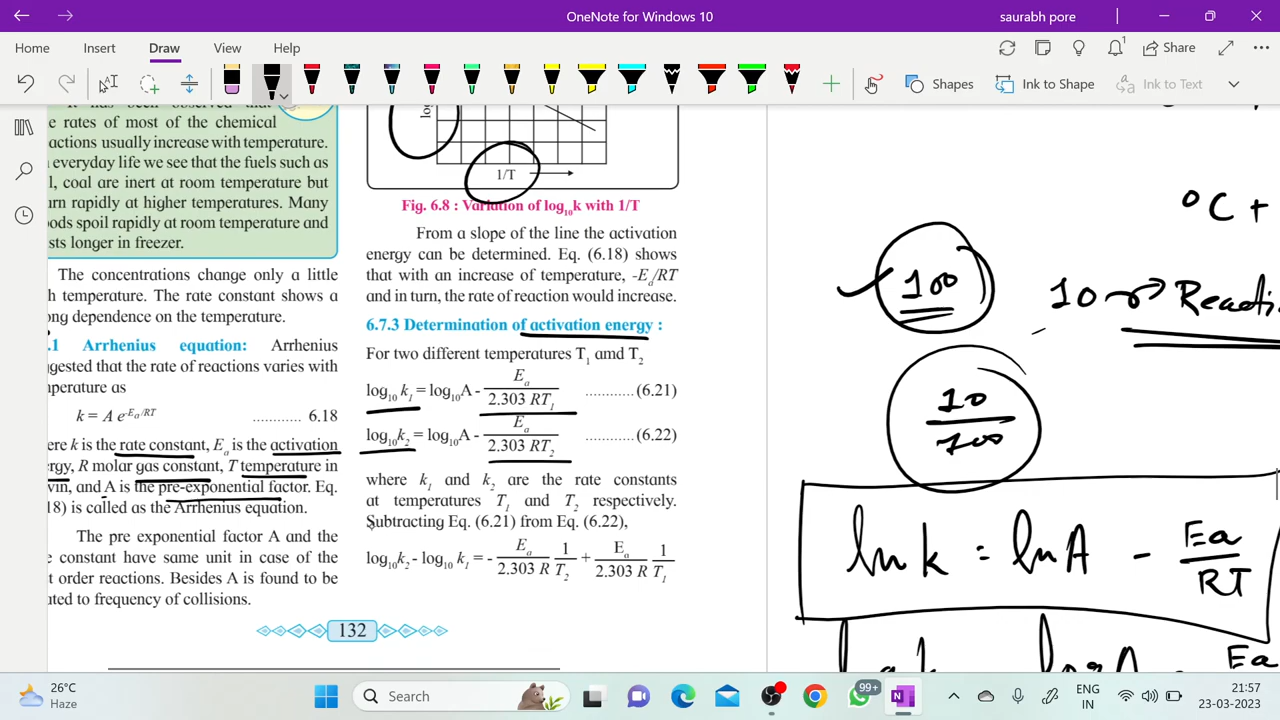 OneNote for Windows 10
saurabh pore
Home Insert Draw View Help
Share
Shapes
Ink to Shape
Ink to Text
It has been observed that
e rates of most of the chemical
actions usually increase with temperature.
everyday life we see that the fuels such as
l, coal are inert at room temperature but
urn rapidly at higher temperatures. Many
ods spoil rapidly at room temperature and
sts longer in freezer.
The concentrations change only a little
h temperature. The rate constant shows a
ong dependence on the temperature.
.1 Arrhenius equation: Arrhenius
ggested that the rate of reactions varies with
mperature as
k = A e^-Ea/RT ............ 6.18
ere k is the rate constant, Ea is the activation
ergy, R molar gas constant, T temperature in
lvin, and A is the pre-exponential factor. Eq.
18) is called as the Arrhenius equation.
The pre exponential factor A and the
e constant have same unit in case of the
t order reactions. Besides A is found to be
ated to frequency of collisions.
1/T
Fig. 6.8 : Variation of log10k with 1/T
From a slope of the line the activation
energy can be determined. Eq. (6.18) shows
that with an increase of temperature, -Ea/RT
and in turn, the rate of reaction would increase.
6.7.3 Determination of activation energy :
For two different temperatures T1 amd T2
log10 k1 = log10A - Ea / 2.303 RT1 ............(6.21)
log10k2 = log10A - Ea / 2.303 RT2 ............(6.22)
where k1 and k2 are the rate constants
at temperatures T1 and T2 respectively.
Subtracting Eq. (6.21) from Eq. (6.22),
log10k2 - log10 k1 = - Ea / 2.303 R 1 / T2 + Ea / 2.303 R 1 / T1
132
°C +
100
10 → Reacti
10 / 100
ln k = ln A - Ea / RT
Ea
26°C
Haze
Search
99+
ENG
IN
21:57
23-03-2023